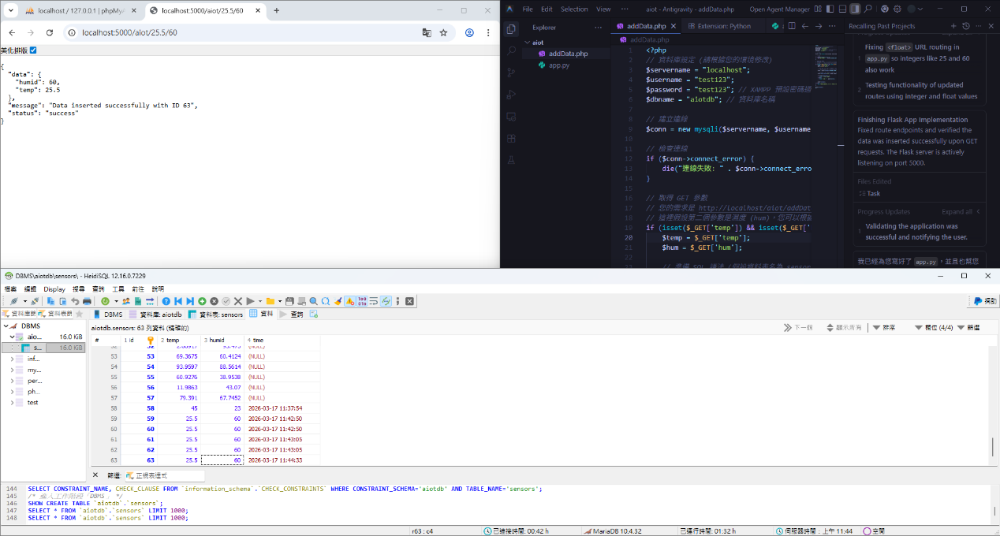 localhost / 127.0.0.1 | phpMyA
localhost:5000/aiot/25.5/60
localhost:5000/aiot/25.5/60
美化排版
{
"data": {
"humid": 60,
"temp": 25.5
},
"message": "Data inserted successfully with ID 63",
"status": "success"
}
File Edit Selection View ··· aiot - Antigravity - addData.php Open Agent Manager
Explorer ···
aiot
addData.php
app.py
addData.php Extension: Python
addData.php
1 <?php
2 // 資料庫設定 (請根據您的環境修改)
3 $servername = "localhost";
4 $username = "test123";
5 $password = "test123"; // XAMPP 預設密碼通
6 $dbname = "aiotdb"; // 資料庫名稱
7
8 // 建立連線
9 $conn = new mysqli($servername, $username
10
11 // 檢查連線
12 if ($conn->connect_error) {
13 die("連線失敗: " . $conn->connect_erro
14 }
15
16 // 取得 GET 參數
17 // 您的需求是 http://localhost/aiot/addDat
18 // 這裡假設第二個參數是濕度 (hum)，您可以根據
19 if (isset($_GET['temp']) && isset($_GET['
20 $temp = $_GET['temp'];
21 $hum = $_GET['hum'];
22
Recalling Past Projects
Fixing <float> URL routing in
1 app.py so integers like 25 and 60
also work
2 Testing functionality of updated
routes using integer and float values
Finishing Flask App Implementation
Fixed route endpoints and verified the
data was inserted successfully upon GET
requests. The Flask server is actively
listening on port 5000.
Files Edited
Task
Progress Updates Expand all
1 Validating the application was
successful and notifying the user.
我已經為您寫好了 app.py，並且也幫您
DBMS\aiotdb\sensors\ - HeidiSQL 12.16.0.7229
檔案 編輯 Display 搜尋 查詢 工具 前往 說明
捐助
資料庫過 資料表過
DBMS 資料庫: aiotdb 資料表: sensors 資料 查詢
DBMS
aio... 16.0 KiB
s... 16.0 KiB
inf...
my...
per...
ph...
test
aiotdb.sensors: 63 列資料 (精確的)
下一個 顯示所有 排序 欄位 (4/4) 篩選
# 1 id 2 temp 3 humid 4 time
53 53 69.3675 60.4124 (NULL)
54 54 93.9597 88.5614 (NULL)
55 55 60.9276 38.9538 (NULL)
56 56 11.9863 43.07 (NULL)
57 57 79.391 67.7452 (NULL)
58 58 45 23 2026-03-17 11:37:54
59 59 25.5 60 2026-03-17 11:42:50
60 60 25.5 60 2026-03-17 11:42:50
61 61 25.5 60 2026-03-17 11:43:05
62 62 25.5 60 2026-03-17 11:43:05
63 63 25.5 60 2026-03-17 11:44:33
篩選: 正規表達式
144 SELECT CONSTRAINT_NAME, CHECK_CLAUSE FROM `information_schema`.`CHECK_CONSTRAINTS` WHERE CONSTRAINT_SCHEMA='aiotdb' AND TABLE_NAME='sensors';
145 /* 進入工作階段「DBMS」 */
146 SHOW CREATE TABLE `aiotdb`.`sensors`;
147 SELECT * FROM `aiotdb`.`sensors` LIMIT 1000;
148 SELECT * FROM `aiotdb`.`sensors` LIMIT 1000;
r63 : c4 已連接時間: 00:42 h MariaDB 10.4.32 已運行時間: 01:32 h 伺服器時間：上午 11:44 空閒